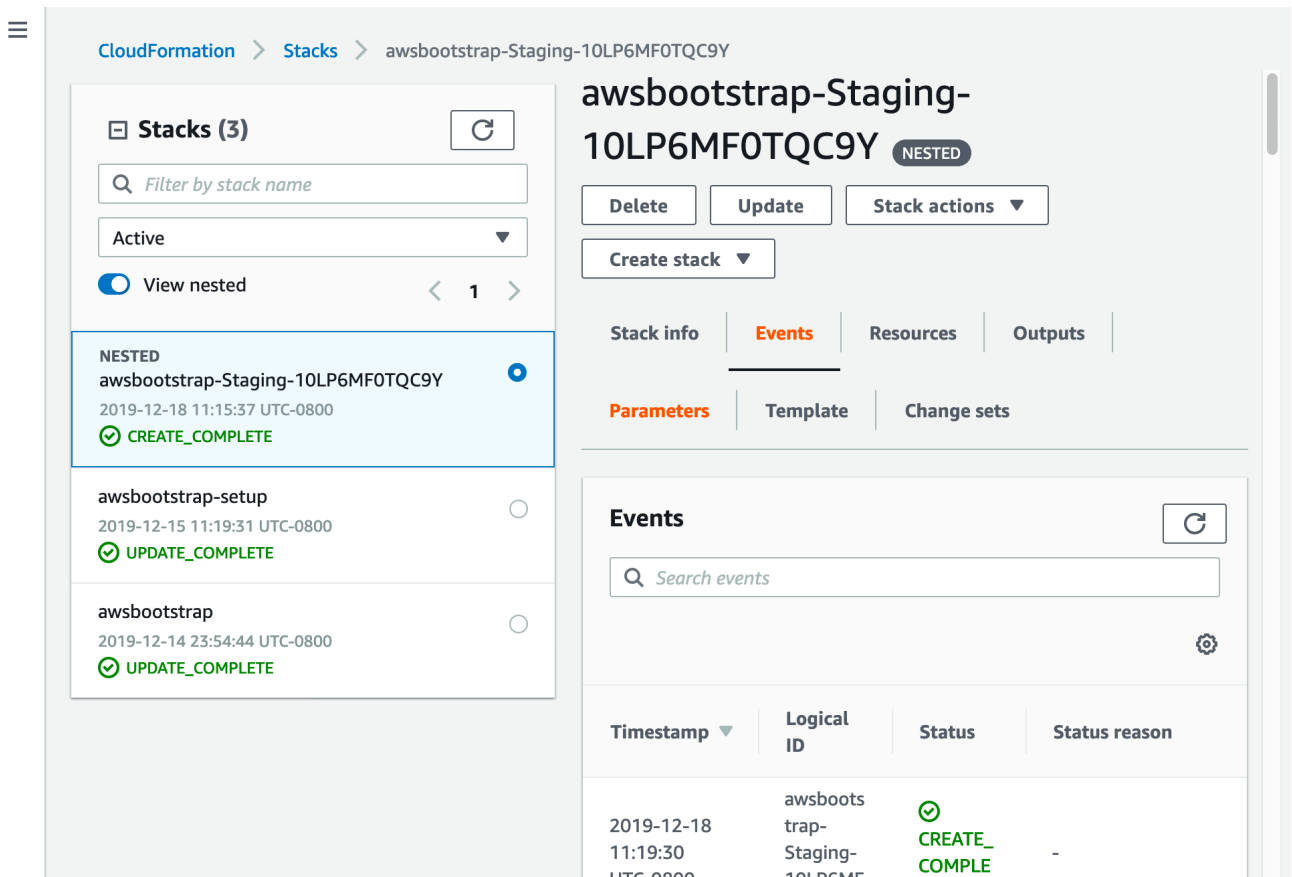 CloudFormation > Stacks > awsbootstrap-Staging-10LP6MF0TQC9Y
Stacks (3)
Filter by stack name
Active
View nested
1
NESTED
awsbootstrap-Staging-10LP6MF0TQC9Y
2019-12-18 11:15:37 UTC-0800
CREATE_COMPLETE
awsbootstrap-setup
2019-12-15 11:19:31 UTC-0800
UPDATE_COMPLETE
awsbootstrap
2019-12-14 23:54:44 UTC-0800
UPDATE_COMPLETE
awsbootstrap-Staging-
10LP6MF0TQC9Y NESTED
Delete Update Stack actions
Create stack
Stack info Events Resources Outputs
Parameters Template Change sets
Events
Search events
Timestamp Logical ID Status Status reason
2019-12-18
11:19:30
UTC-0800
awsboots
trap-
Staging-
10LP6MF
CREATE_
COMPLE
-